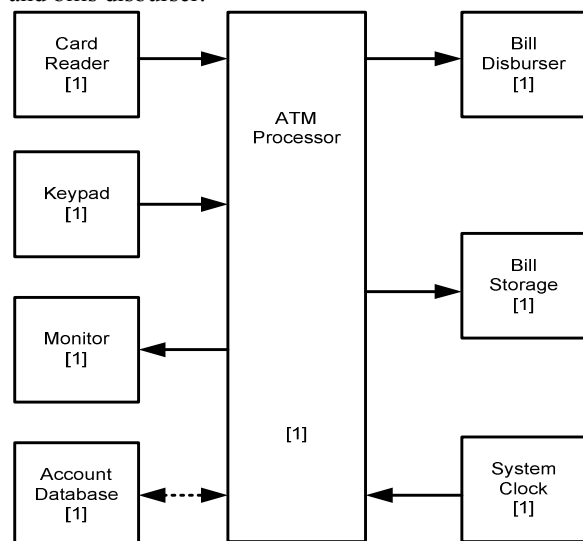 and bills disburser.
Card
Reader
[1]
Keypad
[1]
Monitor
[1]
Account
Database
[1]
ATM
Processor
[1]
Bill
Disburser
[1]
Bill
Storage
[1]
System
Clock
[1]